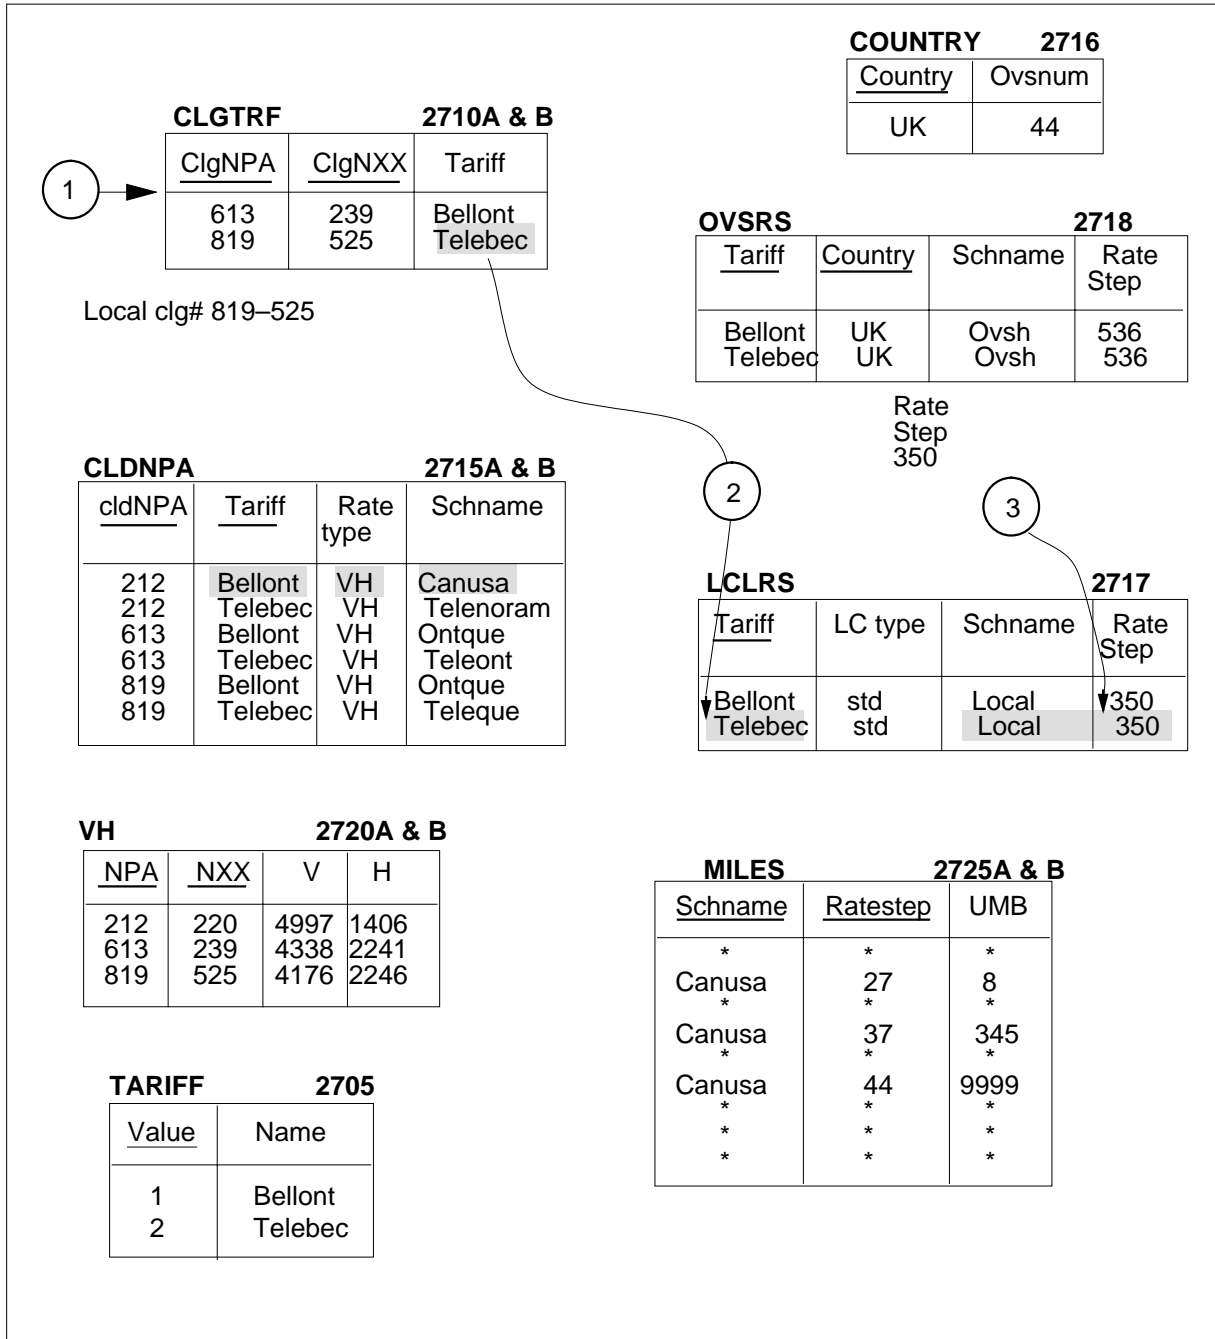 COUNTRY 2716
Country Ovsnum
UK 44
CLGTRF 2710A & B
ClgNPA ClgNXX Tariff
613 239 Bellont
819 525 Telebec
1
Local clg# 819–525
OVSRS 2718
Tariff Country Schname Rate
Step
Bellont UK Ovsh 536
Telebec UK Ovsh 536
Rate
Step
350
CLDNPA 2715A & B
cldNPA Tariff Rate Schname
type
212 Bellont VH Canusa
212 Telebec VH Telenoram
613 Bellont VH Ontque
613 Telebec VH Teleont
819 Bellont VH Ontque
819 Telebec VH Teleque
2
3
LCLRS 2717
Tariff LC type Schname Rate
Step
Bellont std Local 350
Telebec std Local 350
VH 2720A & B
NPA NXX V H
212 220 4997 1406
613 239 4338 2241
819 525 4176 2246
MILES 2725A & B
Schname Ratestep UMB
* * *
Canusa 27 8
* * *
Canusa 37 345
* * *
Canusa 44 9999
* * *
* * *
* * *
TARIFF 2705
Value Name
1 Bellont
2 Telebec